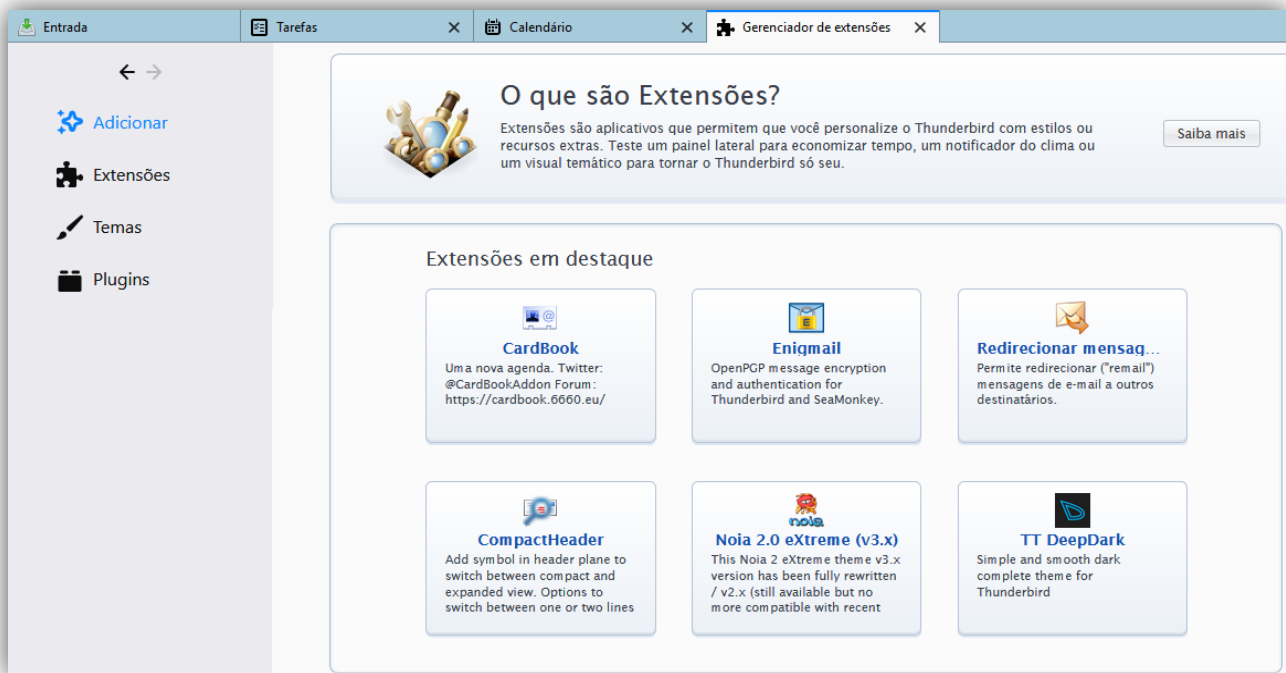 Entrada
Tarefas
Calendário
Gerenciador de extensões
Adicionar
Extensões
Temas
Plugins
O que são Extensões?
Extensões são aplicativos que permitem que você personalize o Thunderbird com estilos ou
recursos extras. Teste um painel lateral para economizar tempo, um notificador do clima ou
um visual temático para tornar o Thunderbird só seu.
Saiba mais
Extensões em destaque
CardBook
Uma nova agenda. Twitter:
@CardBookAddon Forum:
https://cardbook.6660.eu/
Enigmail
OpenPGP message encryption
and authentication for
Thunderbird and SeaMonkey.
Redirecionar mensag...
Permite redirecionar ("remail")
mensagens de e-mail a outros
destinatários.
CompactHeader
Add symbol in header plane to
switch between compact and
expanded view. Options to
switch between one or two lines
noia
Noia 2.0 eXtreme (v3.x)
This Noia 2 eXtreme theme v3.x
version has been fully rewritten
/ v2.x (still available but no
more compatible with recent
TT DeepDark
Simple and smooth dark
complete theme for
Thunderbird